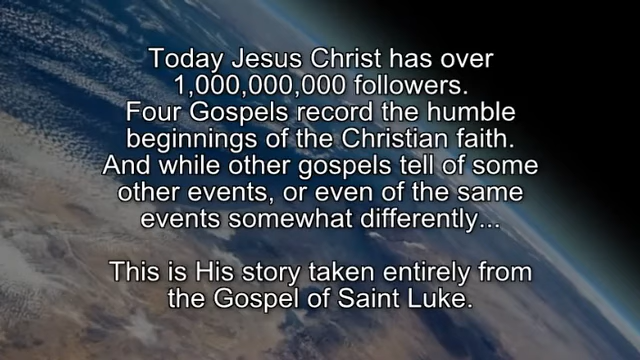 Today Jesus Christ has over
1,000,000,000 followers.
Four Gospels record the humble
beginnings of the Christian faith.
And while other gospels tell of some
other events, or even of the same
events somewhat differently...
This is His story taken entirely from
the Gospel of Saint Luke.